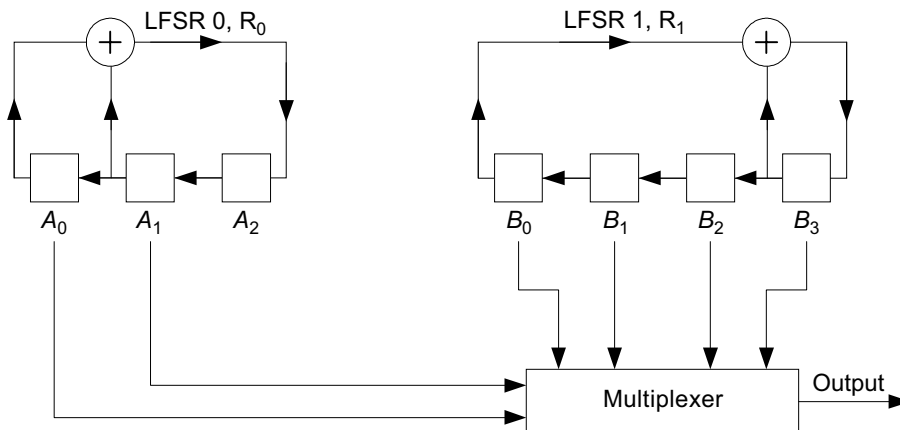 LFSR 0, R₀
LFSR 1, R₁
+
+
A₀ A₁ A₂
B₀ B₁ B₂ B₃
Output
Multiplexer